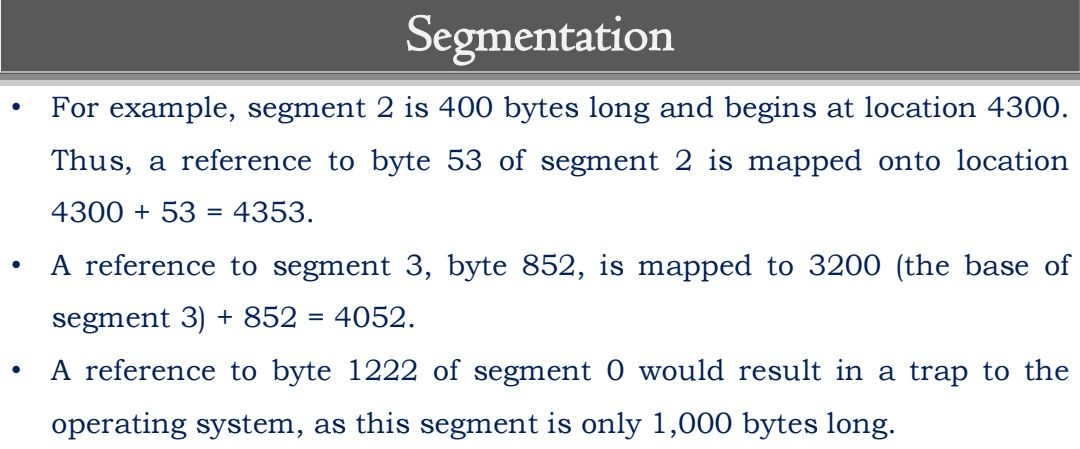 Segmentation
• For example, segment 2 is 400 bytes long and begins at location 4300.
Thus, a reference to byte 53 of segment 2 is mapped onto location
4300 + 53 = 4353.
• A reference to segment 3, byte 852, is mapped to 3200 (the base of
segment 3) + 852 = 4052.
• A reference to byte 1222 of segment 0 would result in a trap to the
operating system, as this segment is only 1,000 bytes long.